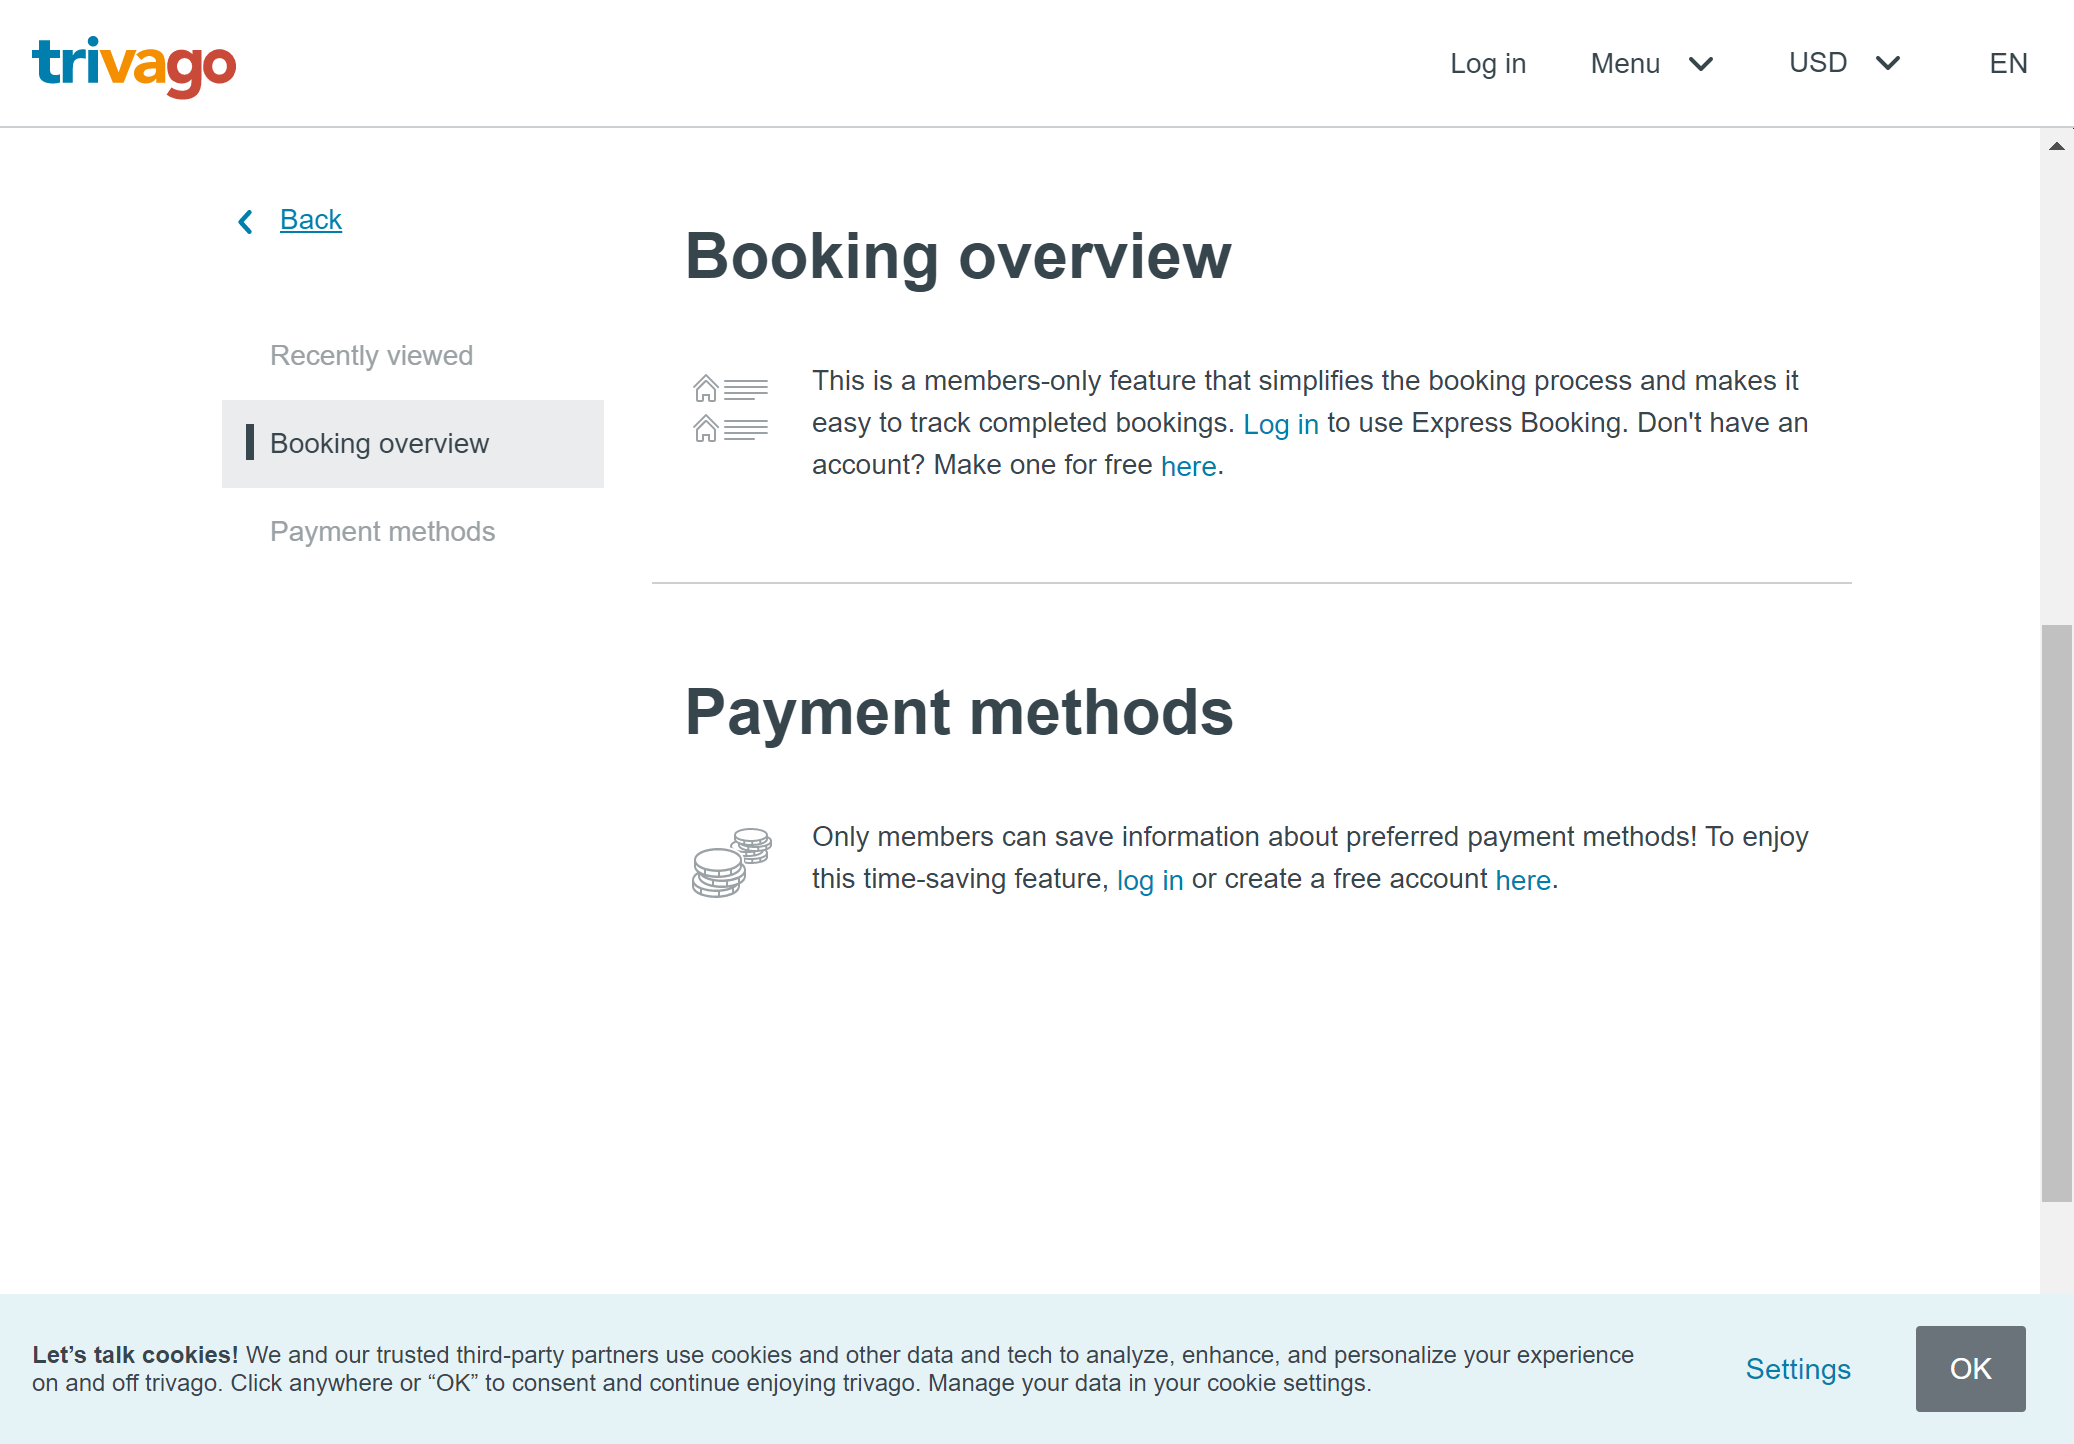 trivago
Log in
Menu
USD
EN
Back
Recently viewed
Booking overview
Payment methods
Booking overview
This is a members-only feature that simplifies the booking process and makes it
easy to track completed bookings. Log in to use Express Booking. Don't have an
account? Make one for free here.
Payment methods
Only members can save information about preferred payment methods! To enjoy
this time-saving feature, log in or create a free account here.
Let’s talk cookies! We and our trusted third-party partners use cookies and other data and tech to analyze, enhance, and personalize your experience
on and off trivago. Click anywhere or “OK” to consent and continue enjoying trivago. Manage your data in your cookie settings.
Settings
OK